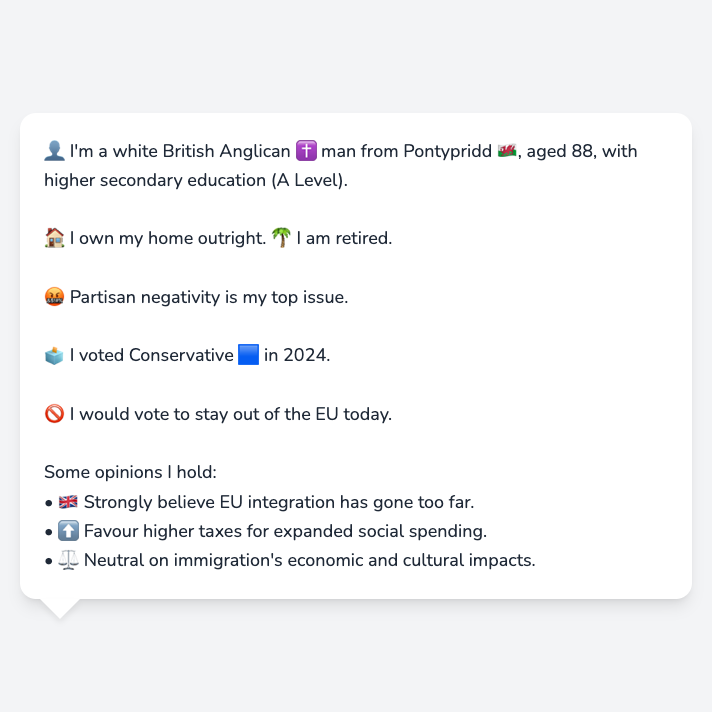 👤 I'm a white British Anglican ✝️ man from Pontypridd 🏴󠁧󠁢󠁷󠁬󠁳󠁿, aged 88, with
higher secondary education (A Level).
🏠 I own my home outright. 🌴 I am retired.
🤬 Partisan negativity is my top issue.
🗳️ I voted Conservative 🟦 in 2024.
🚫 I would vote to stay out of the EU today.
Some opinions I hold:
• 🇬🇧 Strongly believe EU integration has gone too far.
• ⬆️ Favour higher taxes for expanded social spending.
• ⚖️ Neutral on immigration's economic and cultural impacts.